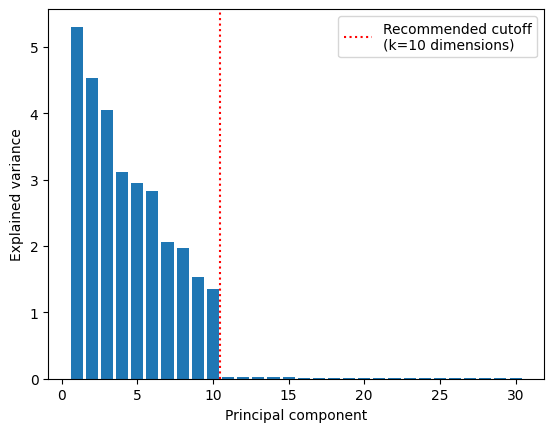 Recommended cutoff
(k=10 dimensions)
Explained variance
5
4
3
2
1
0
0 5 10 15 20 25 30
Principal component